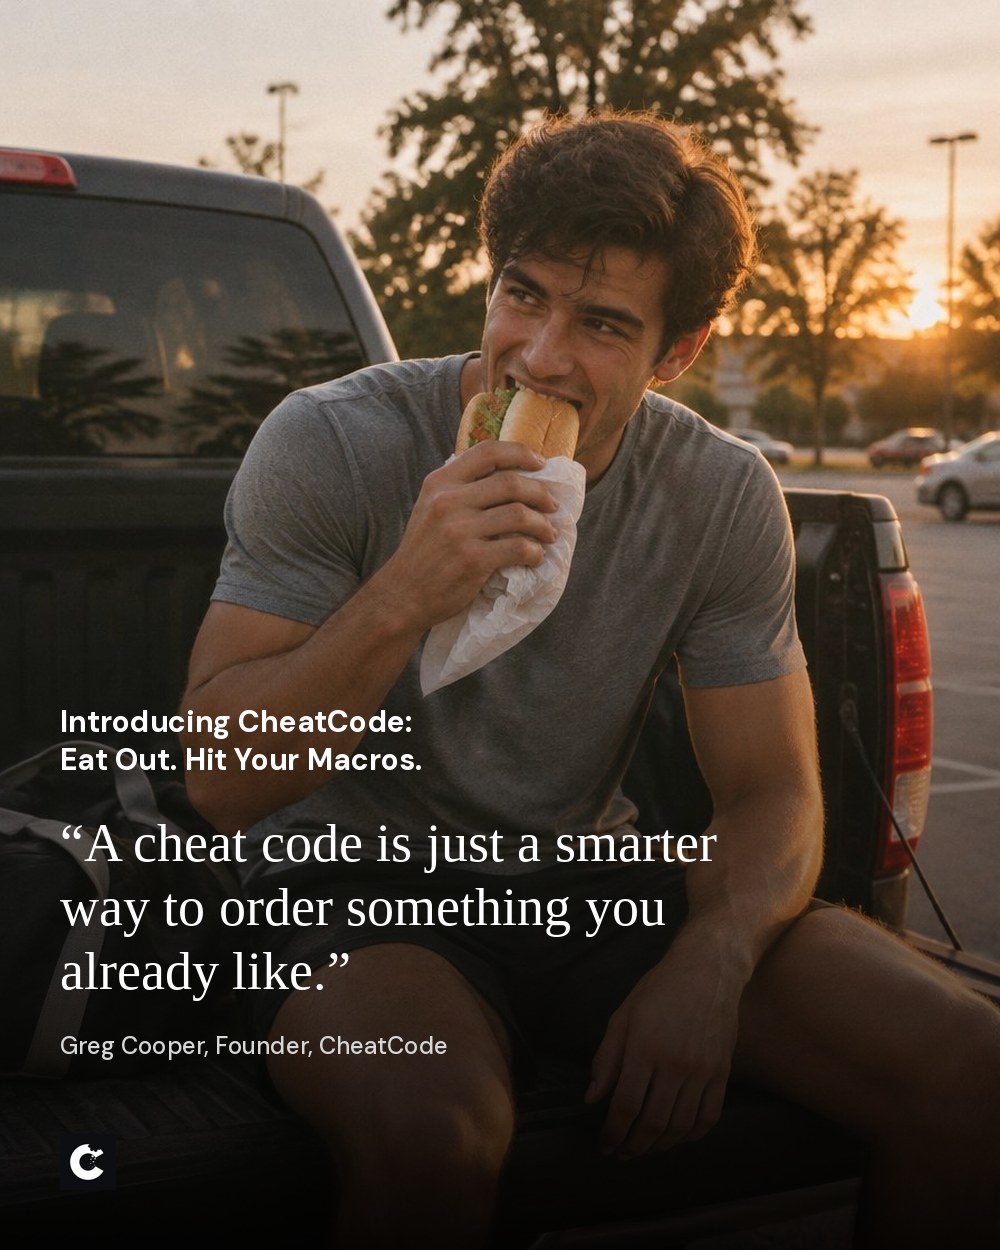 Introducing CheatCode:
Eat Out. Hit Your Macros.
“A cheat code is just a smarter
way to order something you
already like.”
Greg Cooper, Founder, CheatCode